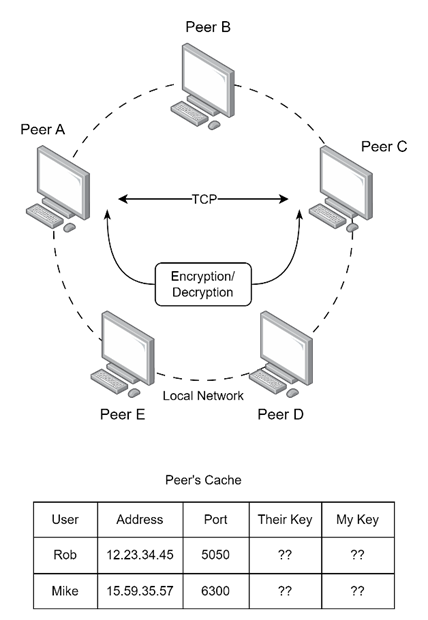 Peer B
Peer A
Peer C
TCP
Encryption/
Decryption
Local Network
Peer E
Peer D
Peer's Cache
User Address Port Their Key My Key
Rob 12.23.34.45 5050 ?? ??
Mike 15.59.35.57 6300 ?? ??